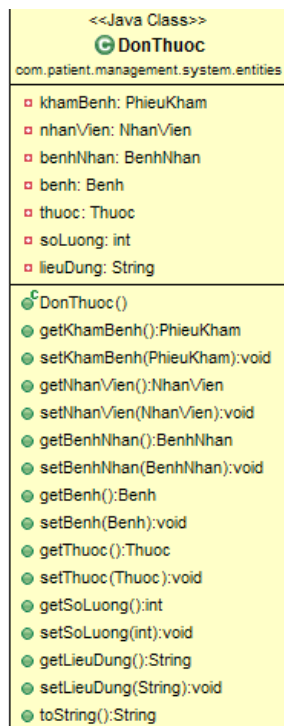 <<Java Class>>
DonThuoc
com.patient.management.system.entities
khamBenh: PhieuKham
nhanVien: NhanVien
benhNhan: BenhNhan
benh: Benh
thuoc: Thuoc
soLuong: int
lieuDung: String
DonThuoc()
getKhamBenh():PhieuKham
setKhamBenh(PhieuKham):void
getNhanVien():NhanVien
setNhanVien(NhanVien):void
getBenhNhan():BenhNhan
setBenhNhan(BenhNhan):void
getBenh():Benh
setBenh(Benh):void
getThuoc():Thuoc
setThuoc(Thuoc):void
getSoLuong():int
setSoLuong(int):void
getLieuDung():String
setLieuDung(String):void
toString():String